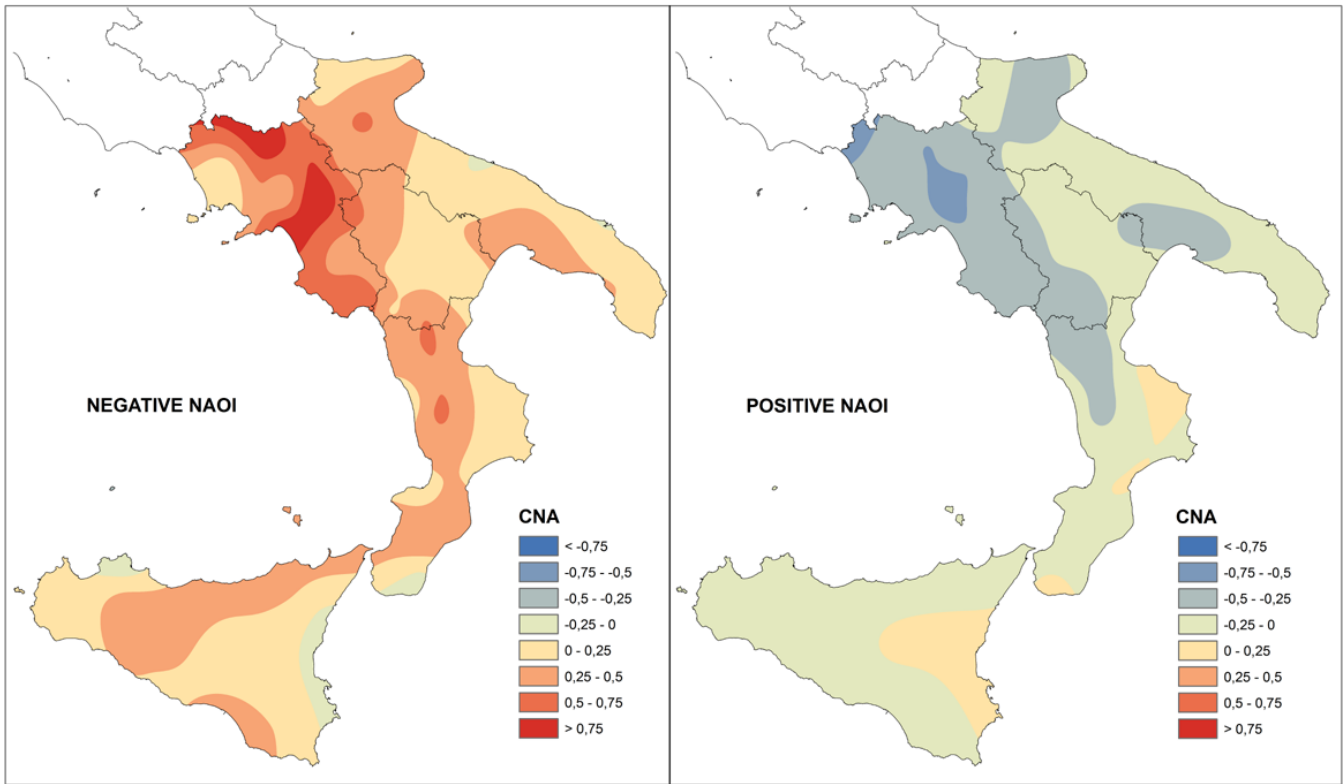 NEGATIVE NAOI
CNA
< -0,75
-0,75 - -0,5
-0,5 - -0,25
-0,25 - 0
0 - 0,25
0,25 - 0,5
0,5 - 0,75
> 0,75
POSITIVE NAOI
CNA
< -0,75
-0,75 - -0,5
-0,5 - -0,25
-0,25 - 0
0 - 0,25
0,25 - 0,5
0,5 - 0,75
> 0,75